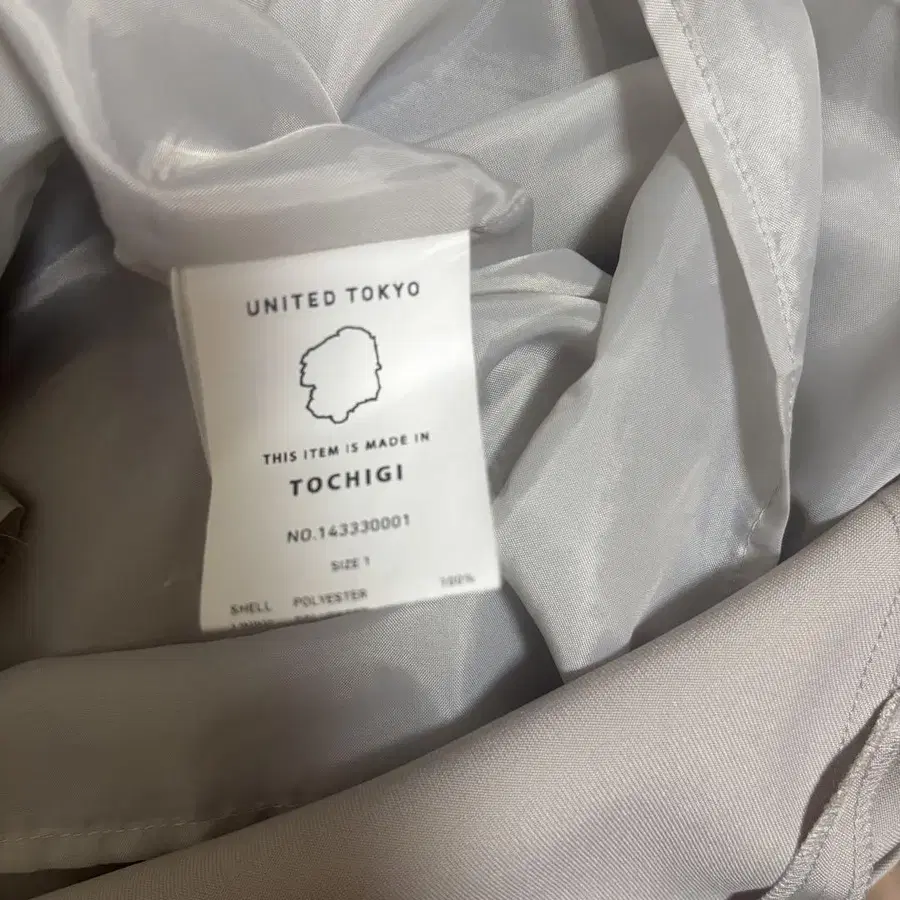 UNITED TOKYO
THIS ITEM IS MADE IN
TOCHIGI
NO.143330001
SIZE 1
SHELL POLYESTER 100%